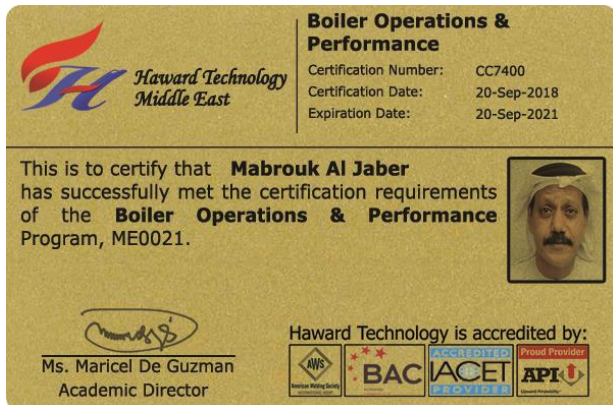 Haward Technology
Middle East
Boiler Operations &
Performance
Certification Number: CC7400
Certification Date: 20-Sep-2018
Expiration Date: 20-Sep-2021
This is to certify that Mabrouk Al Jaber
has successfully met the certification requirements
of the Boiler Operations & Performance
Program, ME0021.
Ms. Maricel De Guzman
Academic Director
Haward Technology is accredited by:
AWS
American Welding Society
BAC
ACCREDITED
IACET
PROVIDER
Proud Provider
API